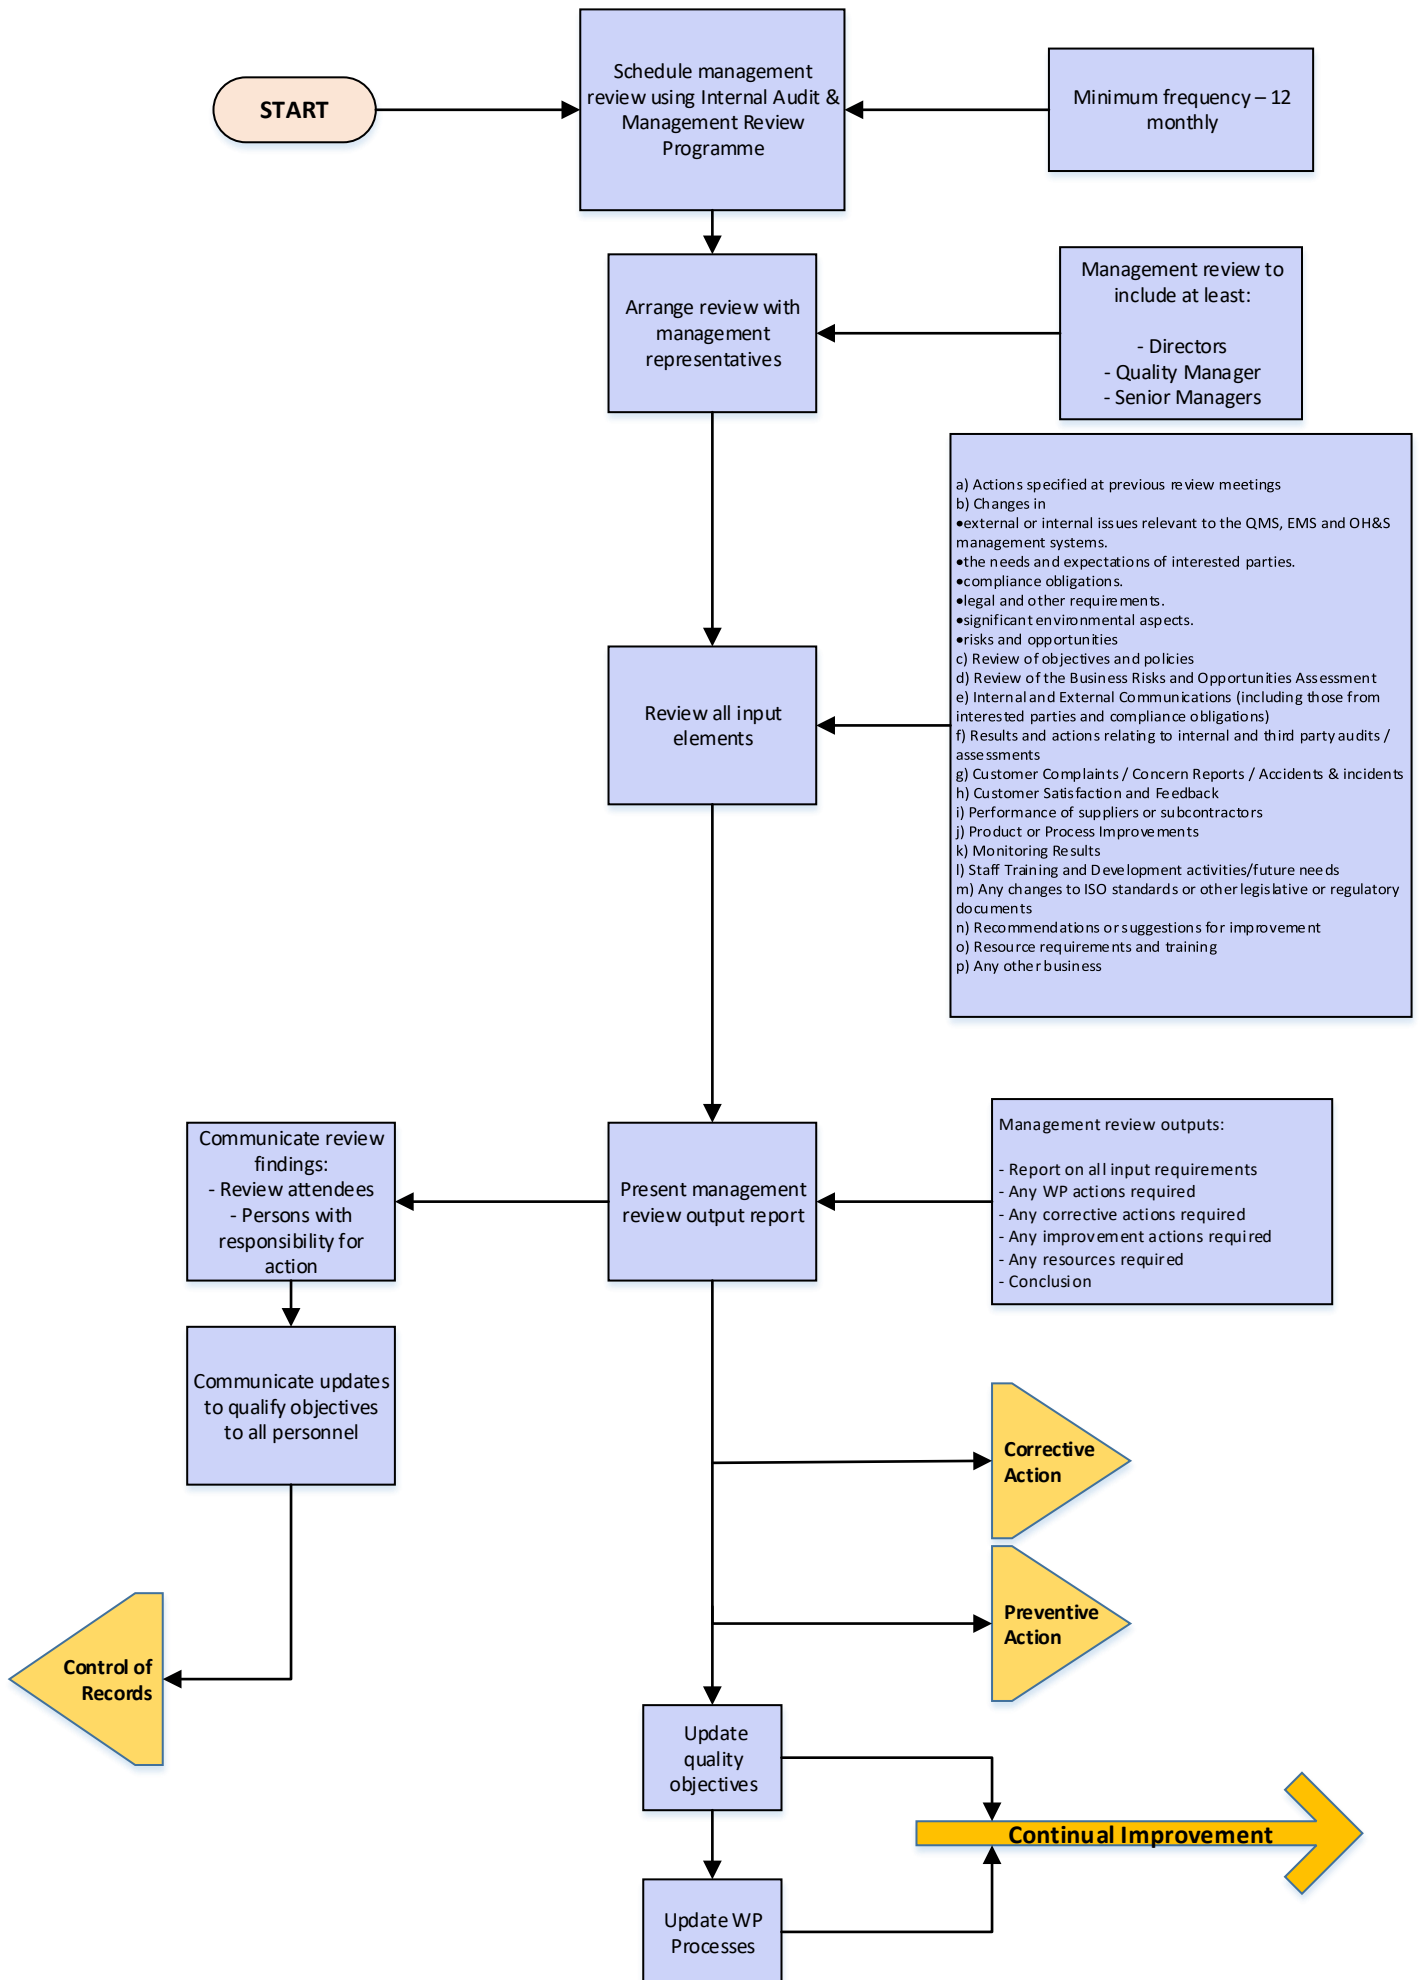 START
Schedule management
review using Internal Audit &
Management Review
Programme
Minimum frequency – 12
monthly
Arrange review with
management
representatives
Management review to
include at least:
- Directors
- Quality Manager
- Senior Managers
a) Actions specified at previous review meetings
b) Changes in
•external or internal issues relevant to the QMS, EMS and OH&S
management systems.
•the needs and expectations of interested parties.
•compliance obligations.
•legal and other requirements.
•significant environmental aspects.
•risks and opportunities
c) Review of objectives and policies
d) Review of the Business Risks and Opportunities Assessment
e) Internal and External Communications (including those from
interested parties and compliance obligations)
f) Results and actions relating to internal and third party audits /
assessments
g) Customer Complaints / Concern Reports / Accidents & incidents
h) Customer Satisfaction and Feedback
i) Performance of suppliers or subcontractors
j) Product or Process Improvements
k) Monitoring Results
l) Staff Training and Development activities/future needs
m) Any changes to ISO standards or other legislative or regulatory
documents
n) Recommendations or suggestions for improvement
o) Resource requirements and training
p) Any other business
Review all input
elements
Communicate review
findings:
- Review attendees
- Persons with
responsibility for
action
Present management
review output report
Management review outputs:
- Report on all input requirements
- Any WP actions required
- Any corrective actions required
- Any improvement actions required
- Any resources required
- Conclusion
Communicate updates
to qualify objectives
to all personnel
Corrective
Action
Preventive
Action
Control of
Records
Update
quality
objectives
Continual Improvement
Update WP
Processes